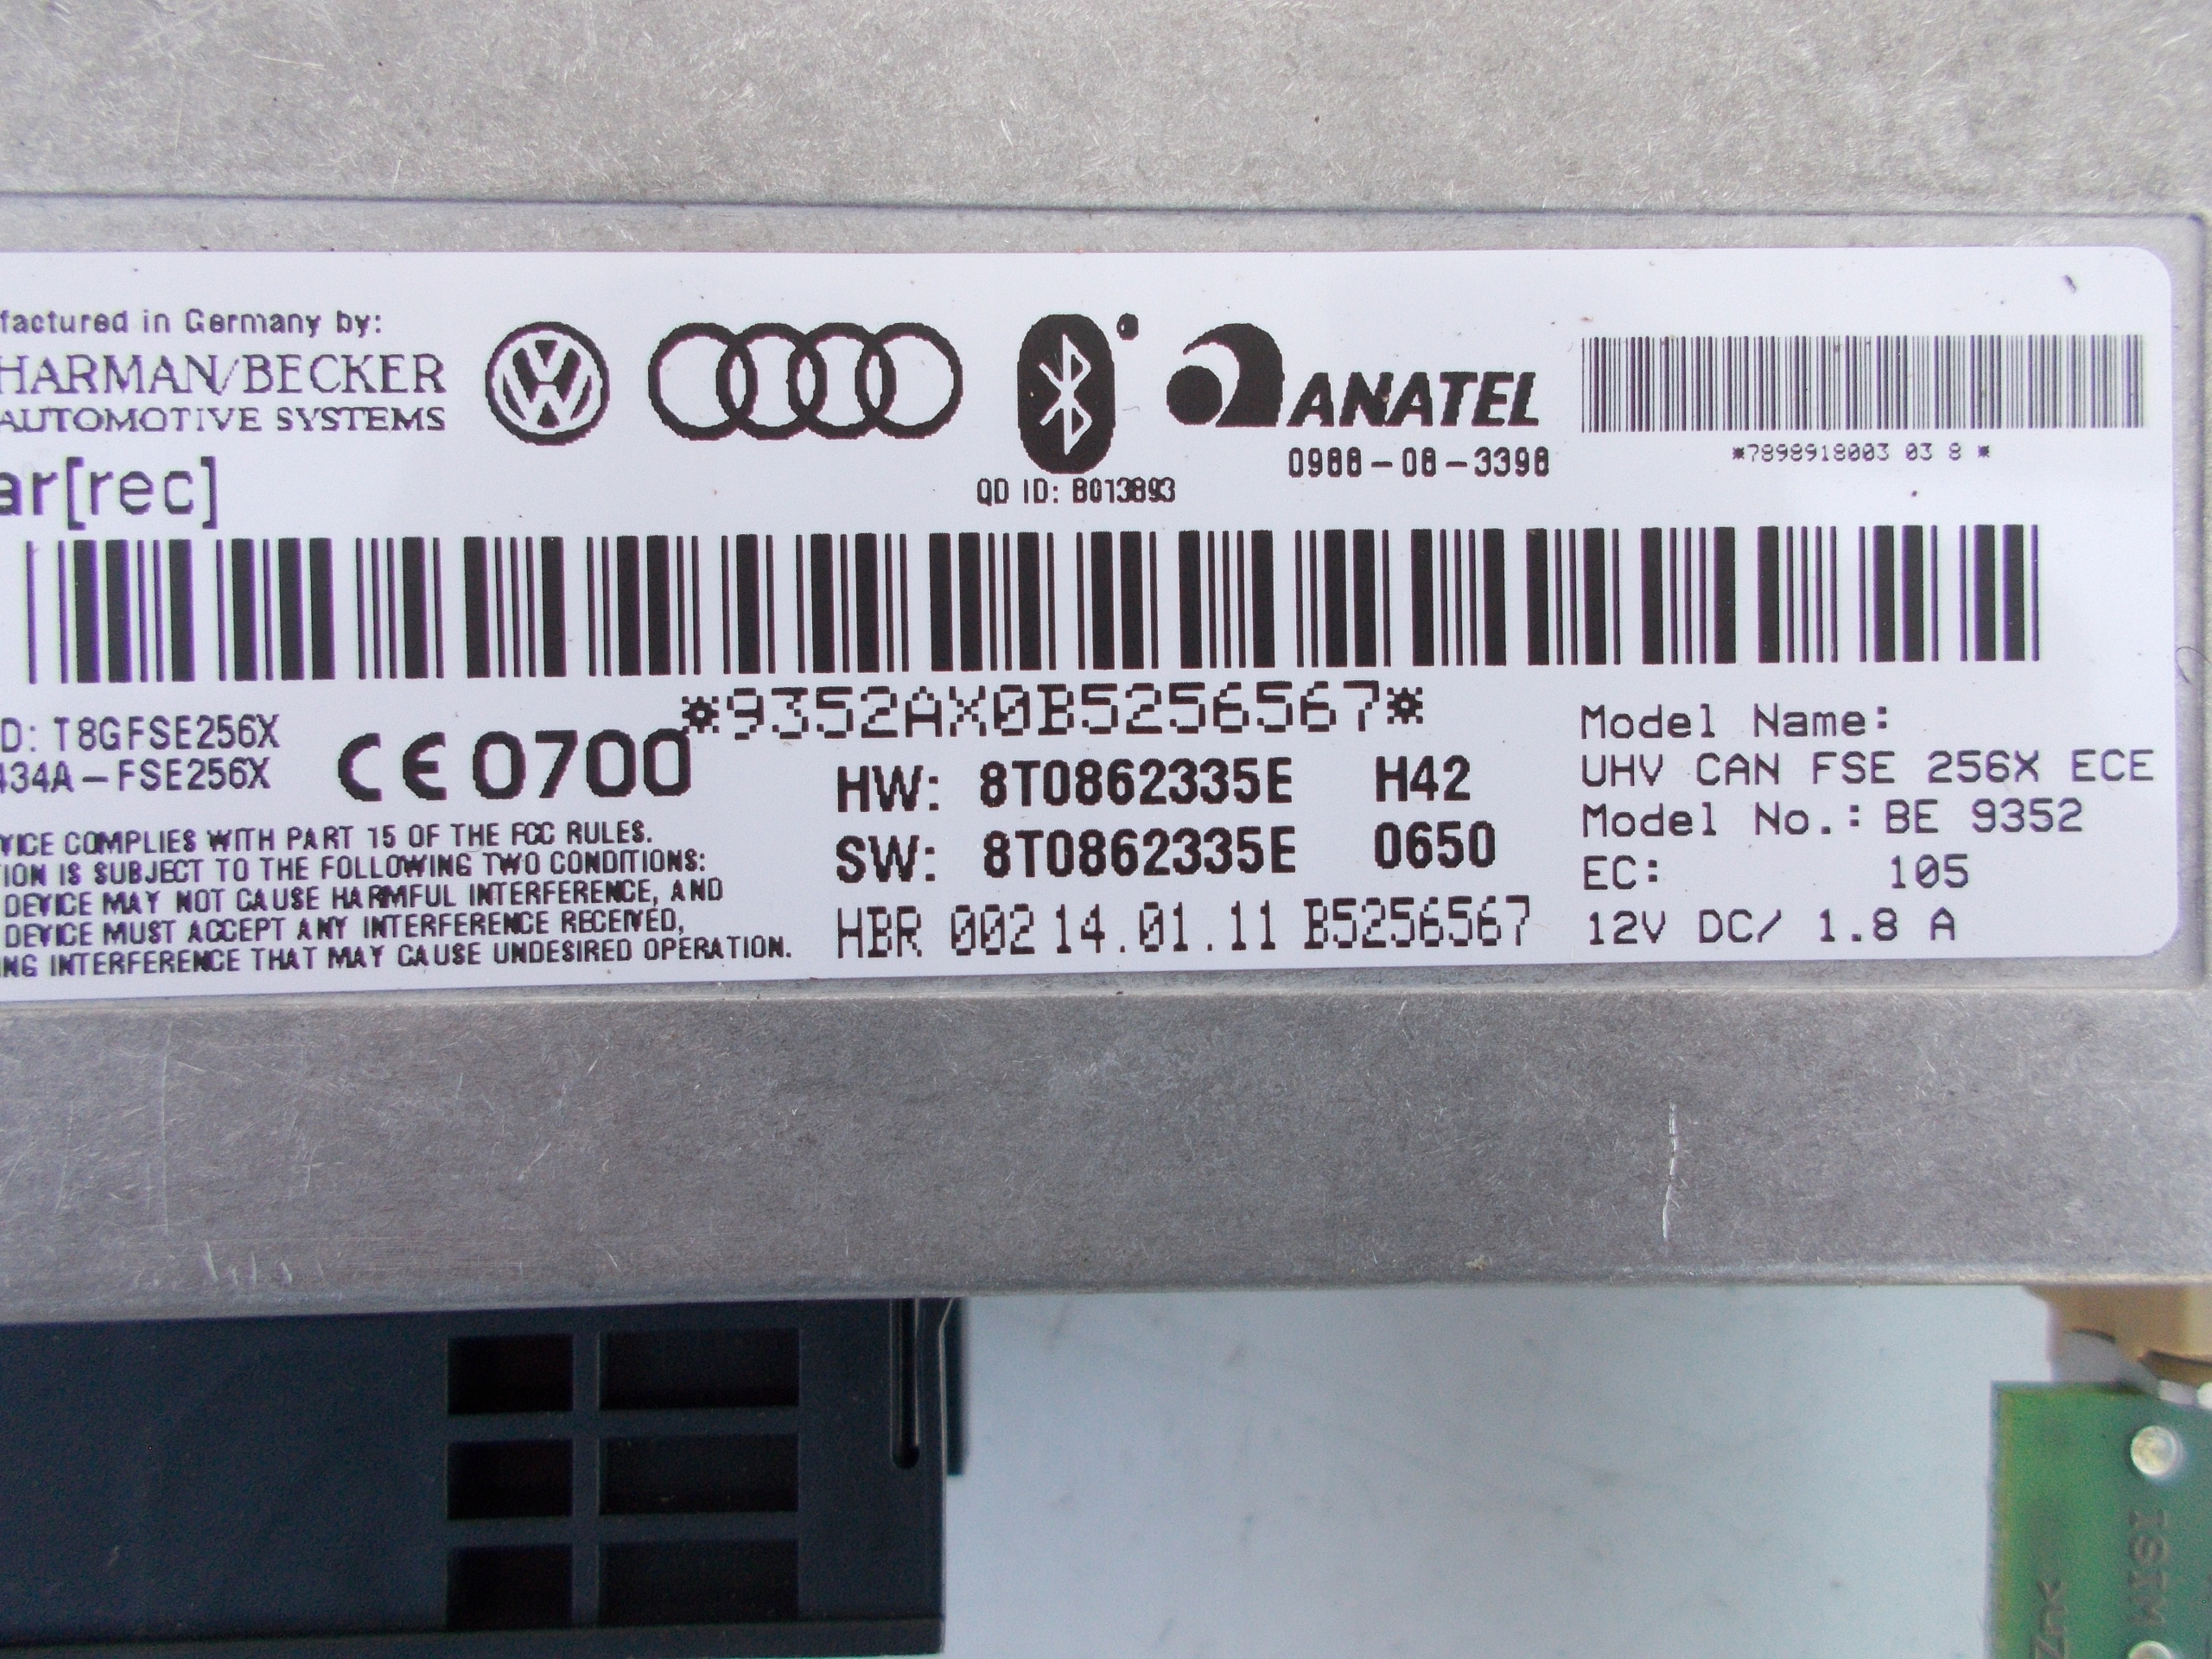 factured in Germany by:
HARMAN/BECKER
AUTOMOTIVE SYSTEMS
ar[rec]
ANATEL
0988-08-3398
QD ID: B013893
*7898918003 03 8 *
*9352AX0B5256567*
D: T8GFSE256X
434A-FSE256X
CE 0700
VICE COMPLIES WITH PART 15 OF THE FCC RULES.
ION IS SUBJECT TO THE FOLLOWING TWO CONDITIONS:
DEVICE MAY NOT CAUSE HARMFUL INTERFERENCE, AND
DEVICE MUST ACCEPT ANY INTERFERENCE RECEIVED,
NG INTERFERENCE THAT MAY CAUSE UNDESIRED OPERATION.
HW: 8T0862335E H42
SW: 8T0862335E 0650
HBR 002 14.01.11 B5256567
Model Name:
UHV CAN FSE 256X ECE
Model No.: BE 9352
EC: 105
12V DC/ 1.8 A